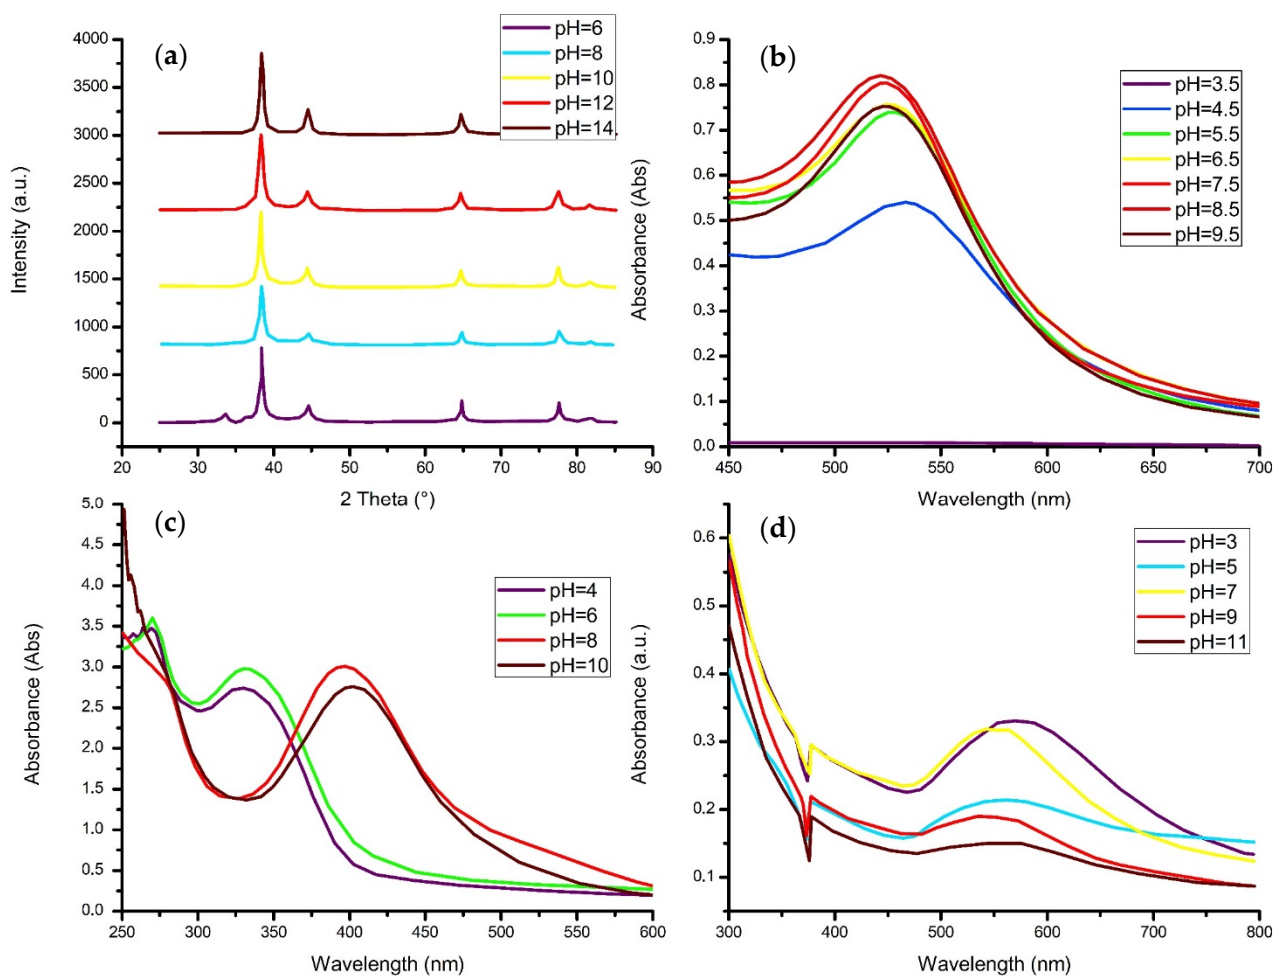 (a)
pH=6
pH=8
pH=10
pH=12
pH=14
4000
3500
3000
2500
2000
1500
1000
500
0
Intensity (a.u.)
20 30 40 50 60 70 80 90
2 Theta (°)
(b)
pH=3.5
pH=4.5
pH=5.5
pH=6.5
pH=7.5
pH=8.5
pH=9.5
0.9
0.8
0.7
0.6
0.5
0.4
0.3
0.2
0.1
0.0
Absorbance (Abs)
450 500 550 600 650 700
Wavelength (nm)
(c)
pH=4
pH=6
pH=8
pH=10
5.0
4.5
4.0
3.5
3.0
2.5
2.0
1.5
1.0
0.5
0.0
Absorbance (Abs)
250 300 350 400 450 500 550 600
Wavelength (nm)
(d)
pH=3
pH=5
pH=7
pH=9
pH=11
0.6
0.5
0.4
0.3
0.2
0.1
Absorbance (a.u.)
300 400 500 600 700 800
Wavelength (nm)